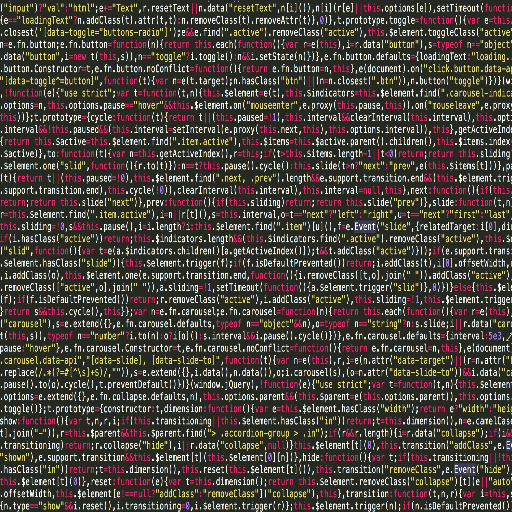 ("input")?"val":"html";e+="Text",r.resetText||n.data("resetText",n[i]()),n[i](r[e]||this.options[e]),setTimeout(function
{e=="loadingText"?n.addClass(t).attr(t,t):n.removeClass(t).removeAttr(t)},0)},t.prototype.toggle=function(){var e=this.
.closest('[data-toggle="buttons-radio"]');e&&e.find(".active").removeClass("active"),this.$element.toggleClass("active"
n=e.fn.button;e.fn.button=function(n){return this.each(function(){var r=e(this),i=r.data("button"),s=typeof n=="object"
.data("button",i=new t(this,s)),n=="toggle"?i.toggle():n&&i.setState(n)})},e.fn.button.defaults={loadingText:"loading.
.button.Constructor=t,e.fn.button.noConflict=function(){return e.fn.button=n,this},e(document).on("click.button.data-ap
"[data-toggle^=button]",function(t){var n=e(t.target);n.hasClass("btn")||(n=n.closest(".btn")),n.button("toggle")})}(wi
,!function(e){"use strict";var t=function(t,n){this.$element=e(t),this.$indicators=this.$element.find(".carousel-indica
.options=n,this.options.pause=="hover"&&this.$element.on("mouseenter",e.proxy(this.pause,this)).on("mouseleave",e.proxy
this))};t.prototype={cycle:function(t){return t||(this.paused=!1),this.interval&&clearInterval(this.interval),this.opti
.interval&&!this.paused&&(this.interval=setInterval(e.proxy(this.next,this),this.options.interval)),this},getActiveInde
{return this.$active=this.$element.find(".item.active"),this.$items=this.$active.parent().children(),this.$items.index(
$active)},to:function(t){var n=this.getActiveIndex(),r=this;if(t>this.$items.length-1||t<0)return;return this.sliding?t
.$element.one("slid",function(){r.to(t)}):n==t?this.pause().cycle():this.slide(t>n?"next":"prev",e(this.$items[t]))},pa
(t){return t||(this.paused=!0),this.$element.find(".next, .prev").length&&e.support.transition.end&&(this.$element.trig
.support.transition.end),this.cycle(!0)),clearInterval(this.interval),this.interval=null,this},next:function(){if(this.
return;return this.slide("next")},prev:function(){if(this.sliding)return;return this.slide("prev")},slide:function(t,n)
r=this.$element.find(".item.active"),i=n||r[t](),s=this.interval,o=t=="next"?"left":"right",u=t=="next"?"first":"last",
this.sliding=!0,s&&this.pause(),i=i.length?i:this.$element.find(".item")[u](),f=e.Event("slide",{relatedTarget:i[0],dir
if(i.hasClass("active"))return;this.$indicators.length&&(this.$indicators.find(".active").removeClass("active"),this.$e
"slid",function(){var t=e(a.$indicators.children()[a.getActiveIndex()]);t&&t.addClass("active")}));if(e.support.transit
.$element.hasClass("slide")){this.$element.trigger(f);if(f.isDefaultPrevented())return;i.addClass(t),i[0].offsetWidth,r
,i.addClass(o),this.$element.one(e.support.transition.end,function(){i.removeClass([t,o].join(" ")).addClass("active"),
.removeClass(["active",o].join(" ")),a.sliding=!1,setTimeout(function(){a.$element.trigger("slid")},0)})}else{this.$ele
(f);if(f.isDefaultPrevented())return;r.removeClass("active"),i.addClass("active"),this.sliding=!1,this.$element.trigger
{return s&&this.cycle(),this}};var n=e.fn.carousel;e.fn.carousel=function(n){return this.each(function(){var r=e(this),
("carousel"),s=e.extend({},e.fn.carousel.defaults,typeof n=="object"&&n),o=typeof n=="string"?n:s.slide;i||r.data("caro
(this,s)),typeof n=="number"?i.to(n):o?i[o]():s.interval&&i.pause().cycle()})},e.fn.carousel.defaults={interval:5e3,
pause:"hover"},e.fn.carousel.Constructor=t,e.fn.carousel.noConflict=function(){return e.fn.carousel=n,this},e(document)
.carousel.data-api","[data-slide], [data-slide-to]",function(t){var n=e(this),r,i=e(n.attr("data-target")||(r=n.attr("h
.replace(/.*(?=#[^\s]+$)/,"")),s=e.extend({},i.data(),n.data()),o;i.carousel(s),(o=n.attr("data-slide-to"))&&i.data("ca
.pause().to(o).cycle(),t.preventDefault()})}(window.jQuery),!function(e){"use strict";var t=function(t,n){this.$element
.options=e.extend({},e.fn.collapse.defaults,n),this.options.parent&&(this.$parent=e(this.options.parent)),this.options.
.toggle()};t.prototype={constructor:t,dimension:function(){var e=this.$element.hasClass("width");return e?"width":"heig
show:function(){var t,n,r,i;if(this.transitioning||this.$element.hasClass("in"))return;t=this.dimension(),n=e.camelCas
t].join("-")),r=this.$parent&&this.$parent.find("> .accordion-group > .in");if(r&&r.length){i=r.data("collapse");if(i&&
.transitioning)return;r.collapse("hide"),i||r.data("collapse",null)}this.$element[t](0),this.transition("addClass",e.Ev
"shown"),e.support.transition&&this.$element[t](this.$element[0][n])},hide:function(){var t;if(this.transitioning||!thi
.hasClass("in"))return;t=this.dimension(),this.reset(this.$element[t]()),this.transition("removeClass",e.Event("hide")
this.$element[t](0)},reset:function(e){var t=this.dimension();return this.$element.removeClass("collapse")[t](e||"auto"
.offsetWidth,this.$element[e!==null?"addClass":"removeClass"]("collapse"),this},transition:function(t,n,r){var i=this,s
{n.type=="show"&&i.reset(),i.transitioning=0,i.$element.trigger(r)};this.$element.trigger(n);if(n.isDefaultPrevented()